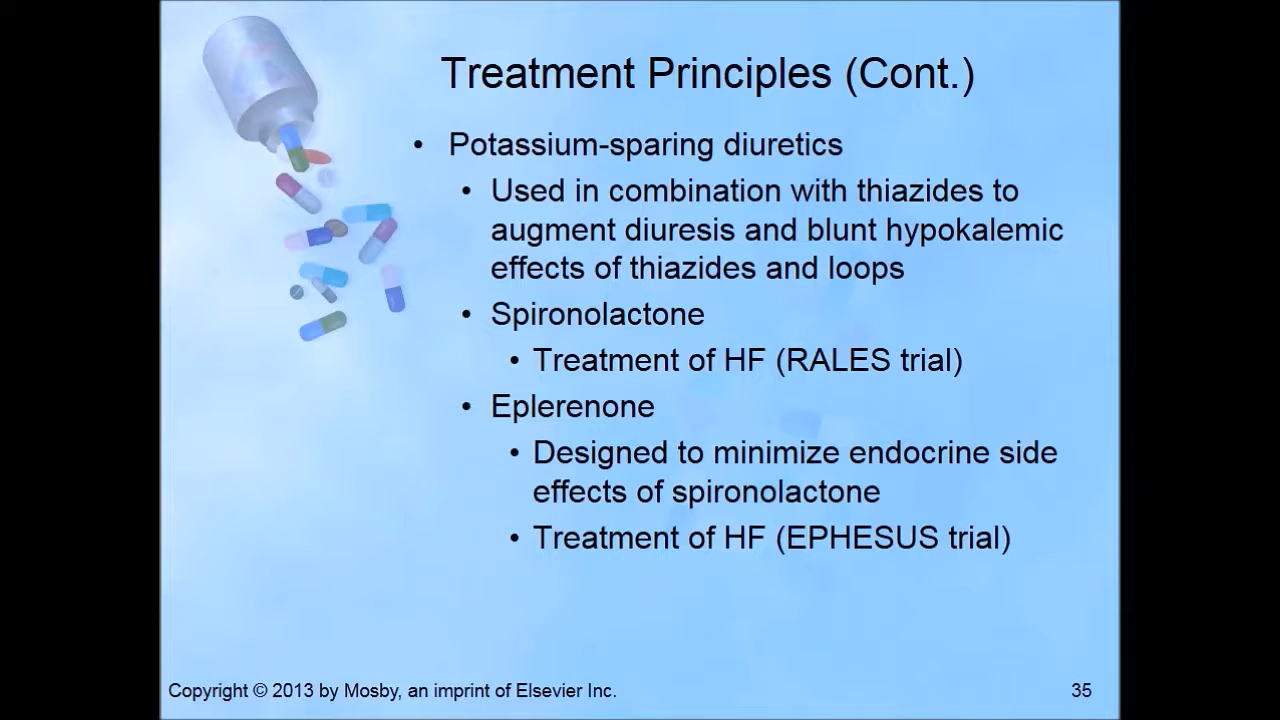 Treatment Principles (Cont.)
• Potassium-sparing diuretics
• Used in combination with thiazides to
augment diuresis and blunt hypokalemic
effects of thiazides and loops
• Spironolactone
• Treatment of HF (RALES trial)
• Eplerenone
• Designed to minimize endocrine side
effects of spironolactone
• Treatment of HF (EPHESUS trial)
Copyright © 2013 by Mosby, an imprint of Elsevier Inc.
35